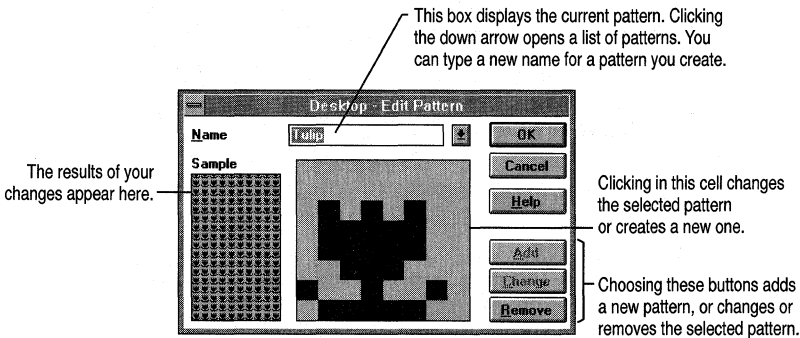 This box displays the current pattern. Clicking
the down arrow opens a list of patterns. You
can type a new name for a pattern you create.
Desktop - Edit Pattern
Name
Tulip
OK
Sample
Cancel
The results of your
changes appear here.
Help
Clicking in this cell changes
the selected pattern
or creates a new one.
Add
Change
Remove
Choosing these buttons adds
a new pattern, or changes or
removes the selected pattern.